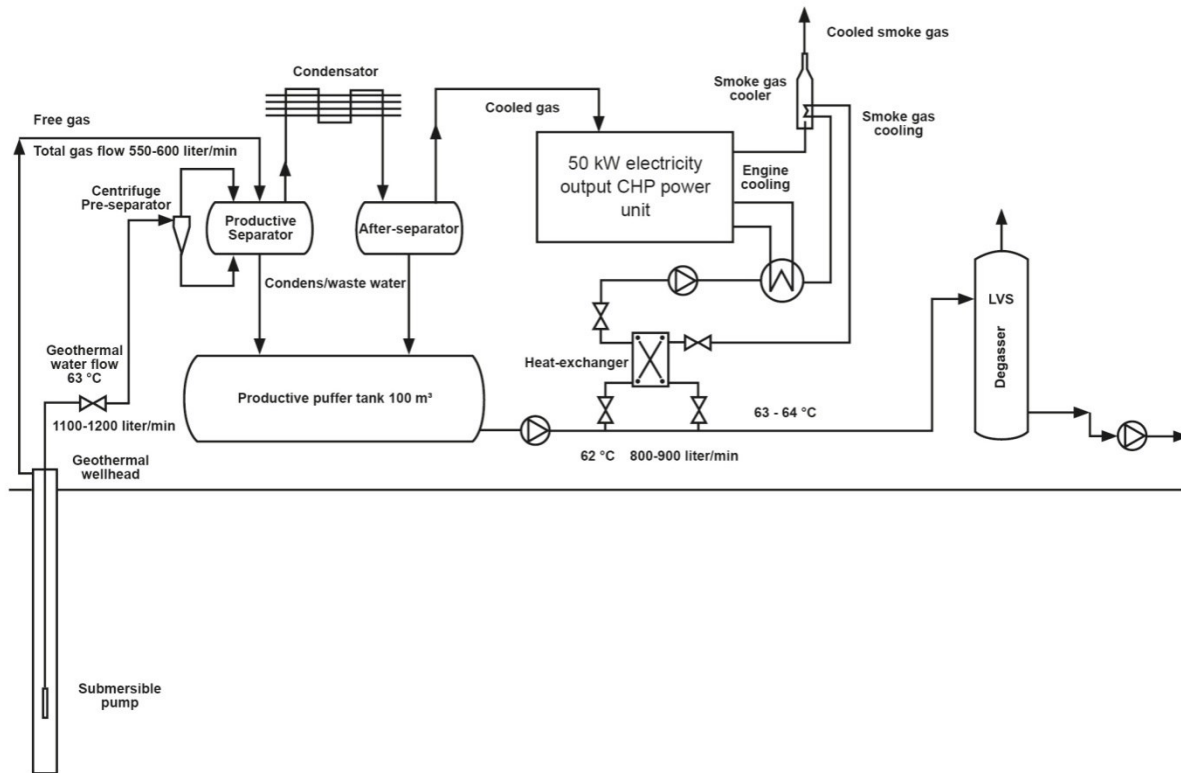 Cooled smoke gas
Condensator
Smoke gas
cooler
Cooled gas
Smoke gas
cooling
Free gas
Total gas flow 550-600 liter/min
50 kW electricity
output CHP power
unit
Engine
cooling
Centrifuge
Pre-separator
Productive
Separator
After-separator
Condens/waste water
LVS
Degasser
Geothermal
water flow
63 °C
Heat-exchanger
Productive puffer tank 100 m³
63 - 64 °C
1100-1200 liter/min
62 °C
800-900 liter/min
Geothermal
wellhead
Submersible
pump